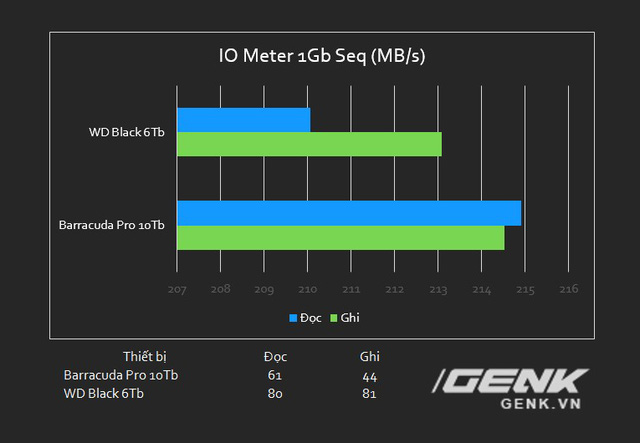 IO Meter 1Gb Seq (MB/s)
WD Black 6Tb
Barracuda Pro 10Tb
207 208 209 210 211 212 213 214 215 216
Đọc Ghi
Thiết bị Đọc Ghi
Barracuda Pro 10Tb 61 44
WD Black 6Tb 80 81
GENK
GENK.VN